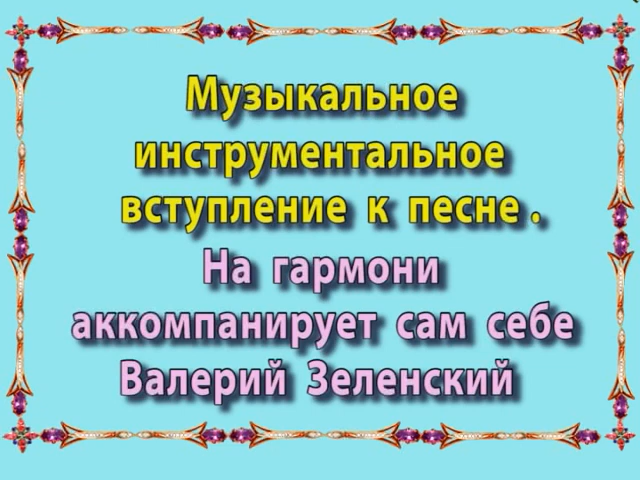 Музыкальное
инструментальное
вступление к песне .
На гармони
аккомпанирует сам себе
Валерий Зеленский